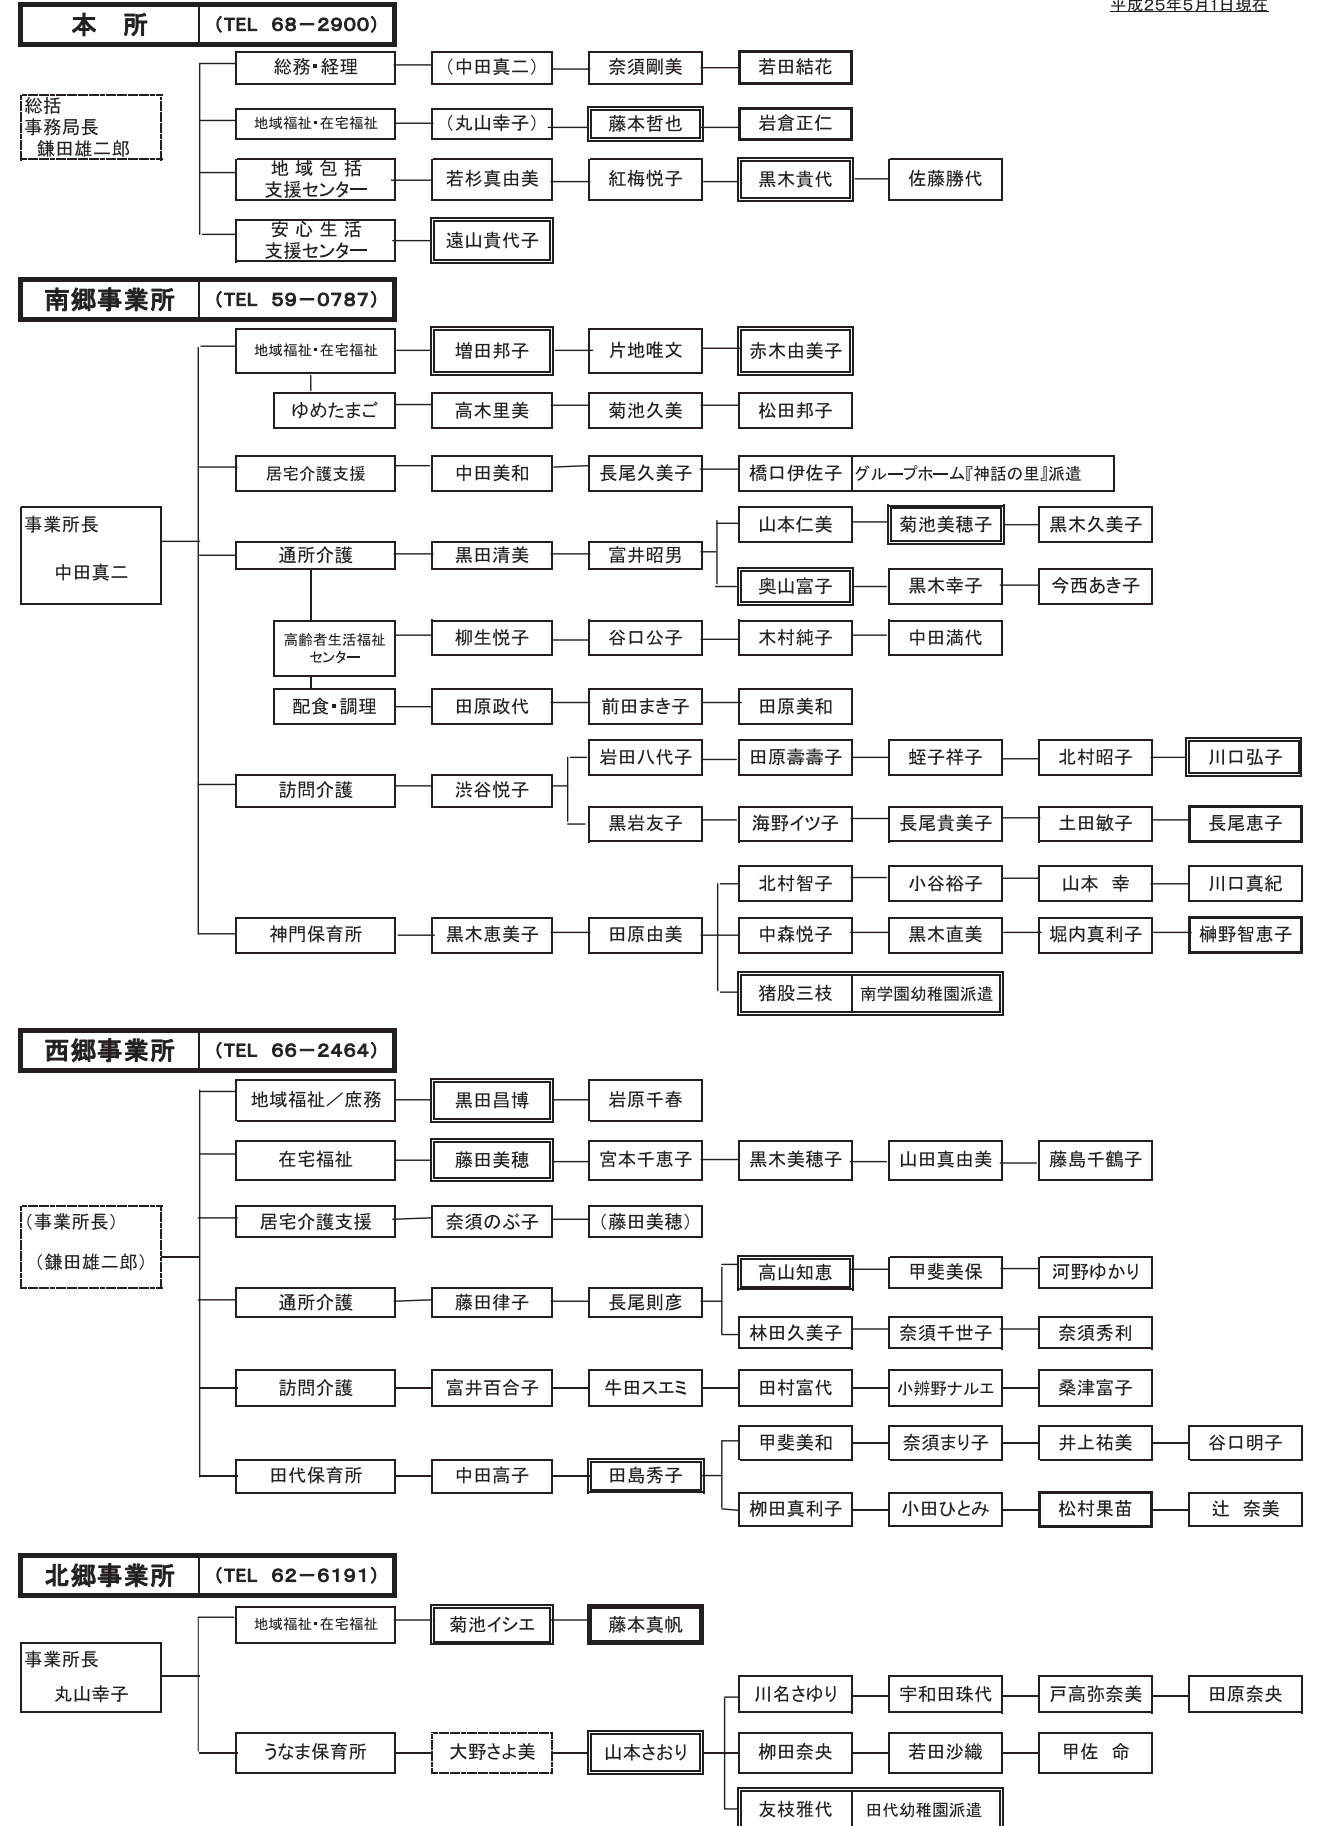 平成25年5月1日現在
本　所 （TEL 68－2900）
総務・経理 （中田真二） 奈須剛美 若田結花
総括
事務局長
鎌田雄二郎
地域福祉・在宅福祉 （丸山幸子） 藤本哲也 岩倉正仁
地 域 包 括
支援センター
若杉真由美 紅梅悦子 黒木貴代 佐藤勝代
安 心 生 活
支援センター
遠山貴代子
南郷事業所 （TEL 59－0787）
地域福祉・在宅福祉 増田邦子 片地唯文 赤木由美子
ゆめたまご 高木里美 菊池久美 松田邦子
居宅介護支援 中田美和 長尾久美子 橋口伊佐子 グループホーム『神話の里』派遣
事業所長
中田真二
山本仁美 菊池美穂子 黒木久美子
通所介護 黒田清美 富井昭男
奥山富子 黒木幸子 今西あき子
高齢者生活福祉
センター
柳生悦子 谷口公子 木村純子 中田満代
配食・調理 田原政代 前田まき子 田原美和
岩田八代子 田原壽壽子 蛭子祥子 北村昭子 川口弘子
訪問介護 渋谷悦子
黒岩友子 海野イツ子 長尾貴美子 土田敏子 長尾恵子
北村智子 小谷裕子 山本　幸 川口真紀
神門保育所 黒木恵美子 田原由美 中森悦子 黒木直美 堀内真利子 榊野智恵子
猪股三枝 南学園幼稚園派遣
西郷事業所 （TEL 66－2464）
地域福祉／庶務 黒田昌博 岩原千春
在宅福祉 藤田美穂 宮本千恵子 黒木美穂子 山田真由美 藤島千鶴子
（事業所長）
（鎌田雄二郎）
居宅介護支援 奈須のぶ子 （藤田美穂）
高山知恵 甲斐美保 河野ゆかり
通所介護 藤田律子 長尾則彦
林田久美子 奈須千世子 奈須秀利
訪問介護 富井百合子 牛田スエミ 田村富代 小辨野ナルエ 桑津富子
甲斐美和 奈須まり子 井上祐美 谷口明子
田代保育所 中田高子 田島秀子
栁田真利子 小田ひとみ 松村果苗 辻　奈美
北郷事業所 （TEL 62－6191）
地域福祉・在宅福祉 菊池イシエ 藤本真帆
事業所長
丸山幸子
川名さゆり 宇和田珠代 戸高弥奈美 田原奈央
うなま保育所 大野さよ美 山本さおり 栁田奈央 若田沙織 甲佐　命
友枝雅代 田代幼稚園派遣